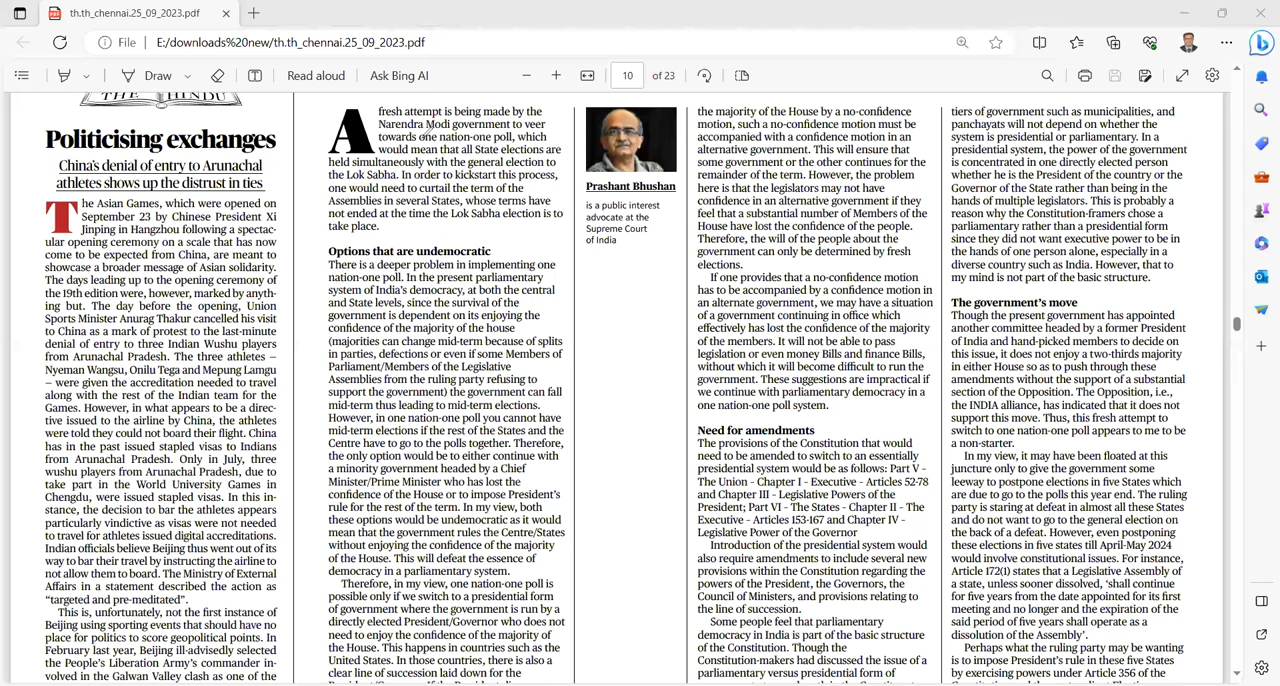 th.th_chennai.25_09_2023.pdf
File
E:/downloads%20new/th.th_chennai.25_09_2023.pdf
Draw
Read aloud
Ask Bing AI
10
of 23
THE HINDU
Politicising exchanges
China's denial of entry to Arunachal
athletes shows up the distrust in ties
The Asian Games, which were opened on
September 23 by Chinese President Xi
Jinping in Hangzhou following a spectac-
ular opening ceremony on a scale that has now
come to be expected from China, are meant to
showcase a broader message of Asian solidarity.
The days leading up to the opening ceremony of
the 19th edition were, however, marked by anyth-
ing but. The day before the opening, Union
Sports Minister Anurag Thakur cancelled his visit
to China as a mark of protest to the last-minute
denial of entry to three Indian Wushu players
from Arunachal Pradesh. The three athletes –
Nyeman Wangsu, Onilu Tega and Mepung Lamgu
– were given the accreditation needed to travel
along with the rest of the Indian team for the
Games. However, in what appears to be a direc-
tive issued to the airline by China, the athletes
were told they could not board their flight. China
has in the past issued stapled visas to Indians
from Arunachal Pradesh. Only in July, three
wushu players from Arunachal Pradesh, due to
take part in the World University Games in
Chengdu, were issued stapled visas. In this in-
stance, the decision to bar the athletes appears
particularly vindictive as visas were not needed
to travel for athletes issued digital accreditations.
Indian officials believe Beijing thus went out of its
way to bar their travel by instructing the airline to
not allow them to board. The Ministry of External
Affairs in a statement described the action as
“targeted and pre-meditated”.
This is, unfortunately, not the first instance of
Beijing using sporting events that should have no
place for politics to score geopolitical points. In
February last year, Beijing ill-advisedly selected
the People's Liberation Army's commander in-
volved in the Galwan Valley clash as one of the
A fresh attempt is being made by the
Narendra Modi government to veer
towards one nation-one poll, which
would mean that all State elections are
held simultaneously with the general election to
the Lok Sabha. In order to kickstart this process,
one would need to curtail the term of the
Assemblies in several States, whose terms have
not ended at the time the Lok Sabha election is to
take place.
Options that are undemocratic
There is a deeper problem in implementing one
nation-one poll. In the present parliamentary
system of India's democracy, at both the central
and State levels, since the survival of the
government is dependent on its enjoying the
confidence of the majority of the house
(majorities can change mid-term because of splits
in parties, defections or even if some Members of
Parliament/Members of the Legislative
Assemblies from the ruling party refusing to
support the government) the government can fall
mid-term thus leading to mid-term elections.
However, in one nation-one poll you cannot have
mid-term elections if the rest of the States and the
Centre have to go to the polls together. Therefore,
the only option would be to either continue with
a minority government headed by a Chief
Minister/Prime Minister who has lost the
confidence of the House or to impose President's
rule for the rest of the term. In my view, both
these options would be undemocratic as it would
mean that the government rules the Centre/States
without enjoying the confidence of the majority
of the House. This will defeat the essence of
democracy in a parliamentary system.
Therefore, in my view, one nation-one poll is
possible only if we switch to a presidential form
of government where the government is run by a
directly elected President/Governor who does not
need to enjoy the confidence of the majority of
the House. This happens in countries such as the
United States. In those countries, there is also a
clear line of succession laid down for the
Prashant Bhushan
is a public interest
advocate at the
Supreme Court
of India
the majority of the House by a no-confidence
motion, such a no-confidence motion must be
accompanied with a confidence motion in an
alternative government. This will ensure that
some government or the other continues for the
remainder of the term. However, the problem
here is that the legislators may not have
confidence in an alternative government if they
feel that a substantial number of Members of the
House have lost the confidence of the people.
Therefore, the will of the people about the
government can only be determined by fresh
elections.
If one provides that a no-confidence motion
has to be accompanied by a confidence motion in
an alternate government, we may have a situation
of a government continuing in office which
effectively has lost the confidence of the majority
of the members. It will not be able to pass
legislation or even money Bills and finance Bills,
without which it will become difficult to run the
government. These suggestions are impractical if
we continue with parliamentary democracy in a
one nation-one poll system.
Need for amendments
The provisions of the Constitution that would
need to be amended to switch to an essentially
presidential system would be as follows: Part V –
The Union – Chapter I – Executive – Articles 52-78
and Chapter III – Legislative Powers of the
President; Part VI – The States – Chapter II – The
Executive – Articles 153-167 and Chapter IV –
Legislative Power of the Governor
Introduction of the presidential system would
also require amendments to include several new
provisions within the Constitution regarding the
powers of the President, the Governors, the
Council of Ministers, and provisions relating to
the line of succession.
Some people feel that parliamentary
democracy in India is part of the basic structure
of the Constitution. Though the
Constitution-makers had discussed the issue of a
parliamentary versus presidential form of
tiers of government such as municipalities, and
panchayats will not depend on whether the
system is presidential or parliamentary. In a
presidential system, the power of the government
is concentrated in one directly elected person
whether he is the President of the country or the
Governor of the State rather than being in the
hands of multiple legislators. This is probably a
reason why the Constitution-framers chose a
parliamentary rather than a presidential form
since they did not want executive power to be in
the hands of one person alone, especially in a
diverse country such as India. However, that to
my mind is not part of the basic structure.
The government's move
Though the present government has appointed
another committee headed by a former President
of India and hand-picked members to decide on
this issue, it does not enjoy a two-thirds majority
in either House so as to push through these
amendments without the support of a substantial
section of the Opposition. The Opposition, i.e.,
the INDIA alliance, has indicated that it does not
support this move. Thus, this fresh attempt to
switch to one nation-one poll appears to me to be
a non-starter.
In my view, it may have been floated at this
juncture only to give the government some
leeway to postpone elections in five States which
are due to go to the polls this year end. The ruling
party is staring at defeat in almost all these States
and do not want to go to the general election on
the back of a defeat. However, even postponing
these elections in five states till April-May 2024
would involve constitutional issues. For instance,
Article 172(1) states that a Legislative Assembly of
a state, unless sooner dissolved, ‘shall continue
for five years from the date appointed for its first
meeting and no longer and the expiration of the
said period of five years shall operate as a
dissolution of the Assembly’.
Perhaps what the ruling party may be wanting
is to impose President's rule in these five States
by exercising powers under Article 356 of the